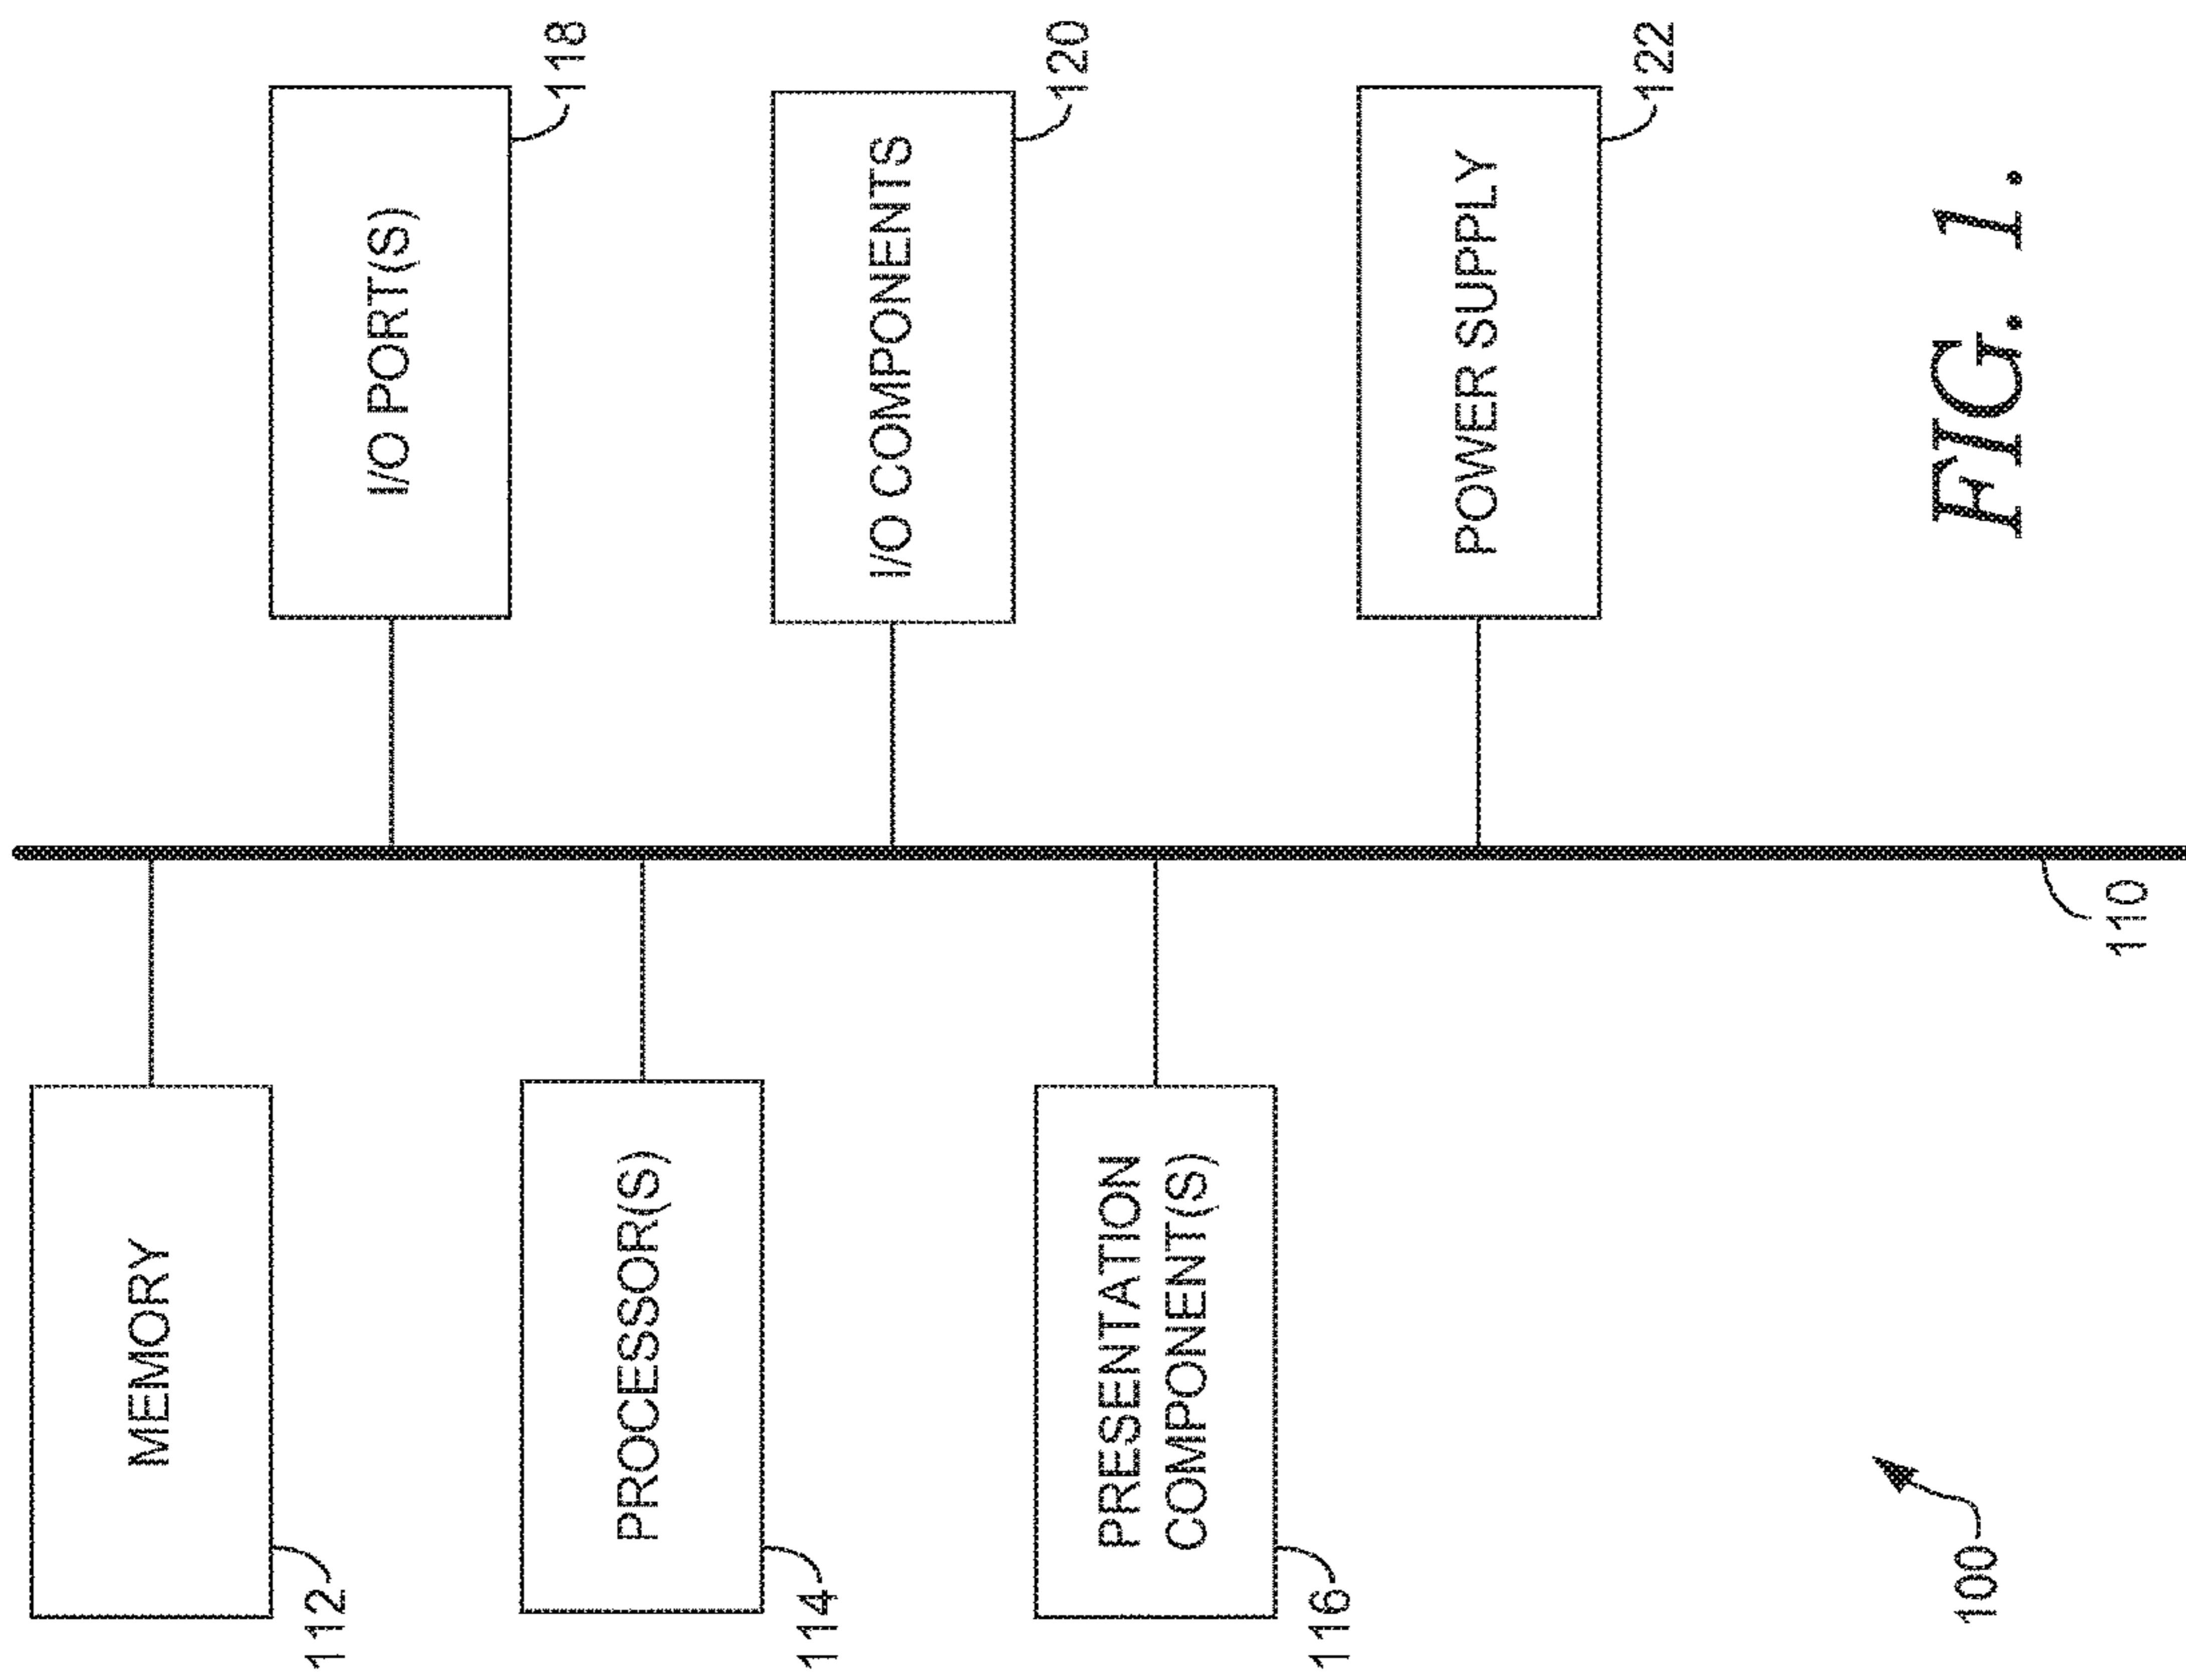 MEMORY
112
I/O PORT(S)
118
PROCESSOR(S)
114
I/O COMPONENTS
120
PRESENTATION
COMPONENT(S)
116
POWER SUPPLY
122
110
100
FIG. 1.